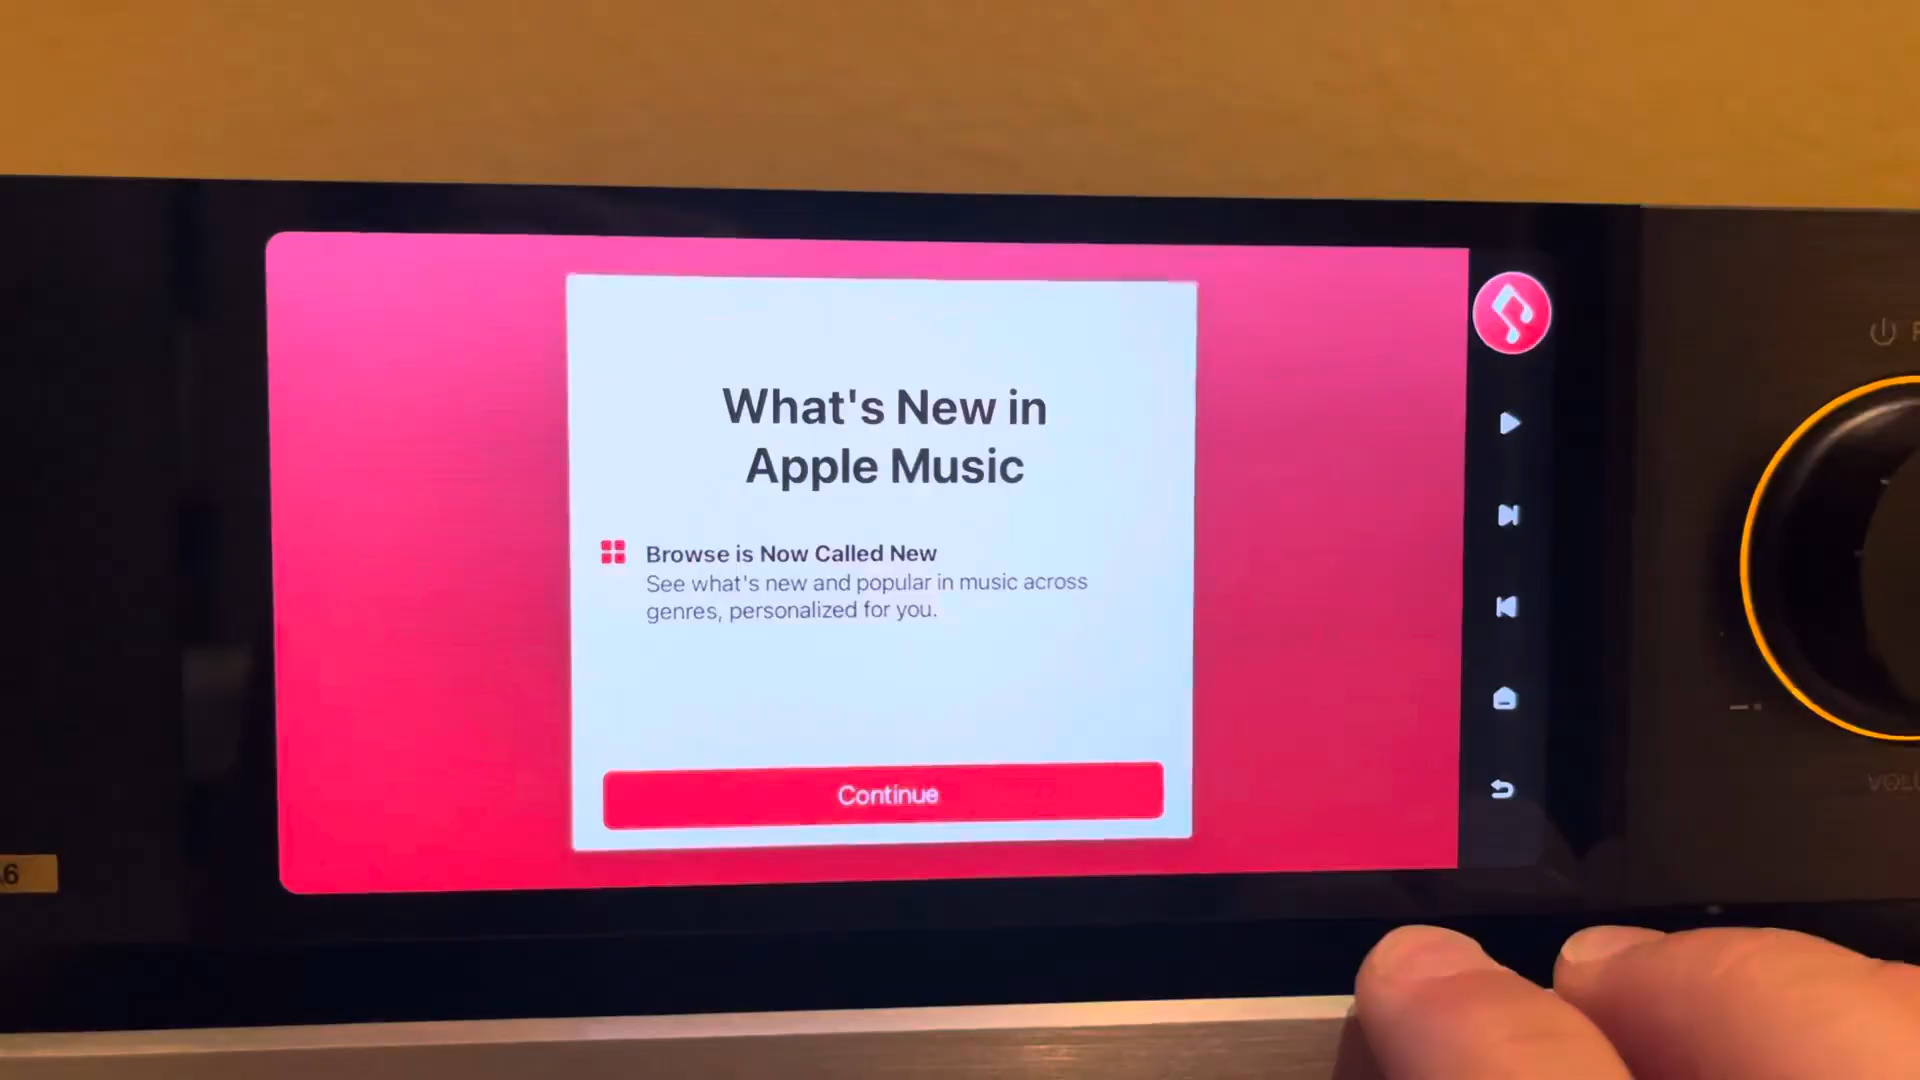 What's New in
Apple Music
Browse is Now Called New
See what's new and popular in music across
genres, personalized for you.
Continue